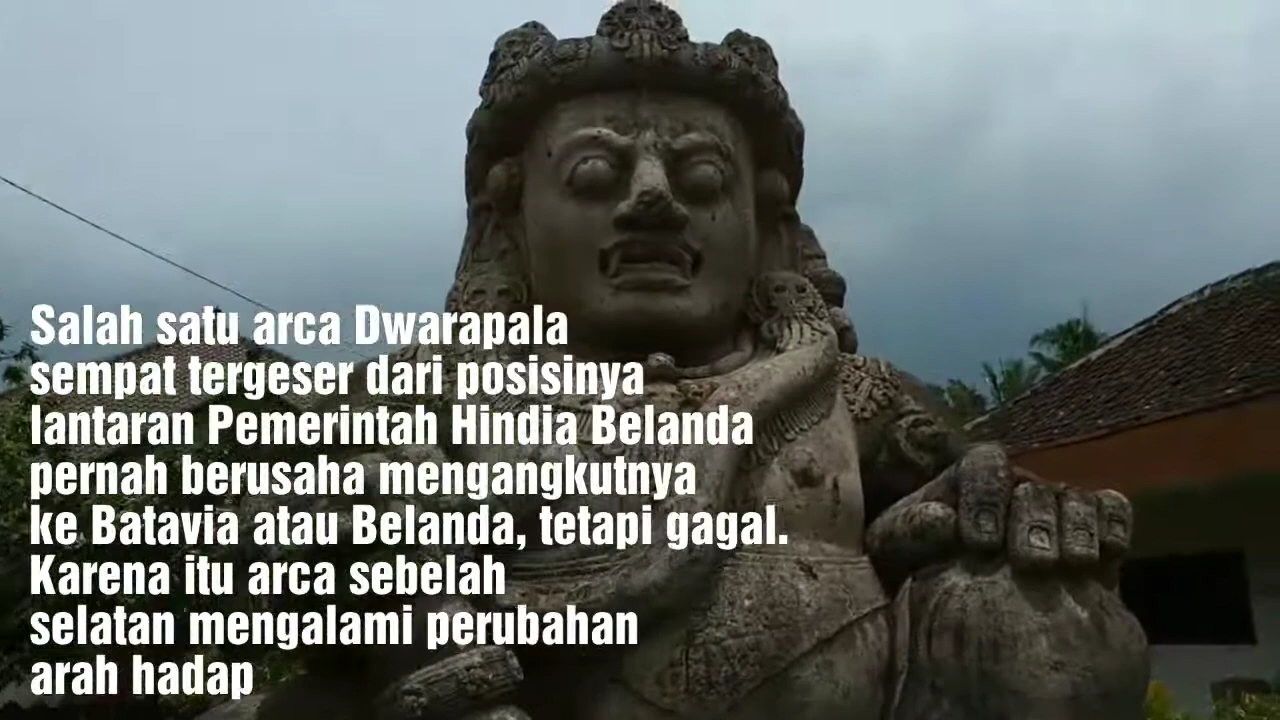 Salah satu arca Dwarapala
sempat tergeser dari posisinya
lantaran Pemerintah Hindia Belanda
pernah berusaha mengangkutnya
ke Batavia atau Belanda, tetapi gagal.
Karena itu arca sebelah
selatan mengalami perubahan
arah hadap